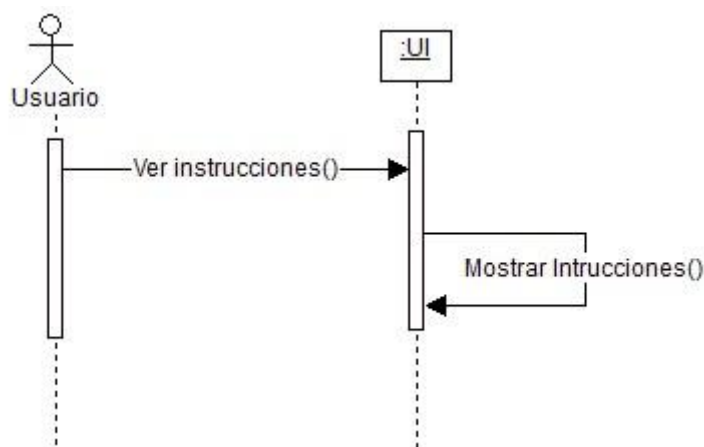 :UI
Usuario
Ver instrucciones()
Mostrar Intrucciones()